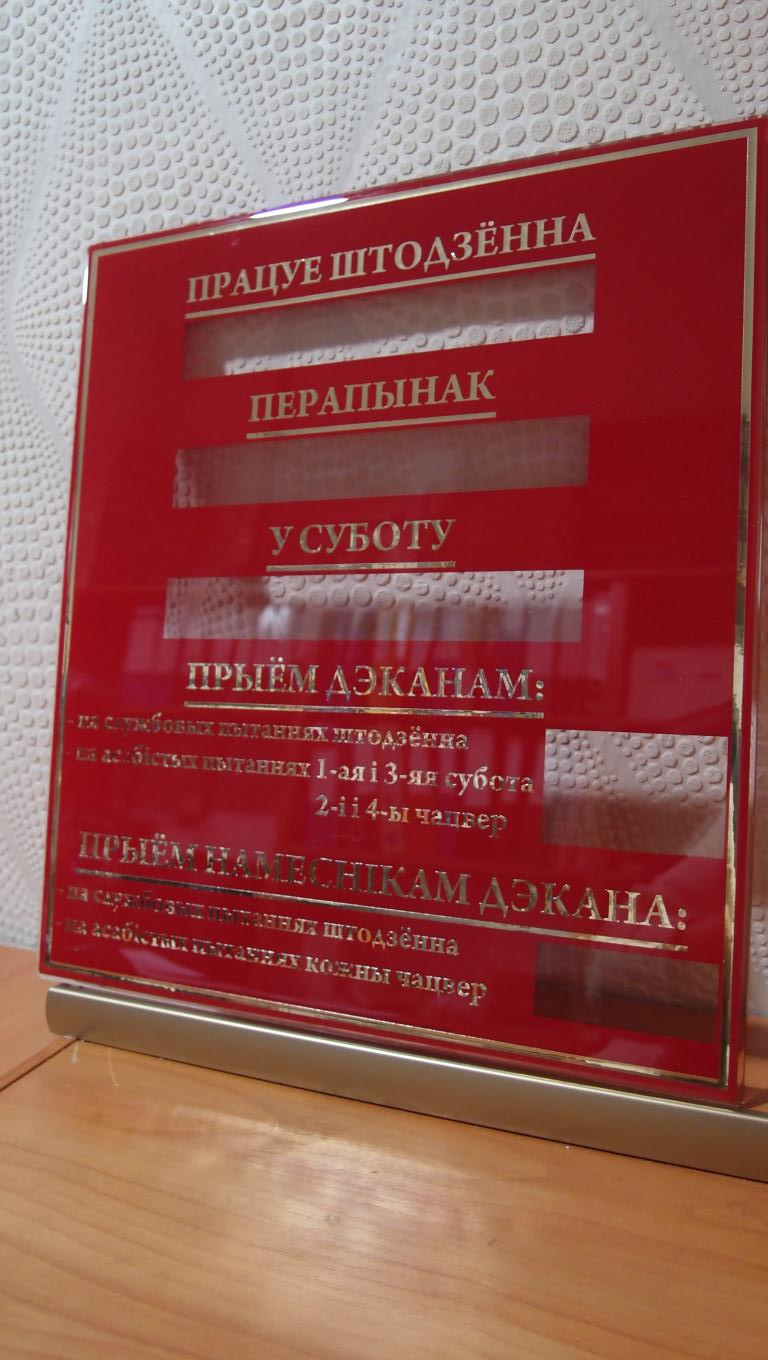 ПРАЦУЕ ШТОДЗЁННА
ПЕРАПЫНАК
У СУБОТУ
ПРЫЁМ ДЭКАНАМ:
- па службовых пытаннях штодзённа
- па асабістых пытаннях 1-ая і 3-яя субота
2-і і 4-ы чацвер
ПРЫЁМ НАМЕСНІКАМ ДЭКАНА:
- па службовых пытаннях штодзённа
- па асабістых пытаннях кожны чацвер